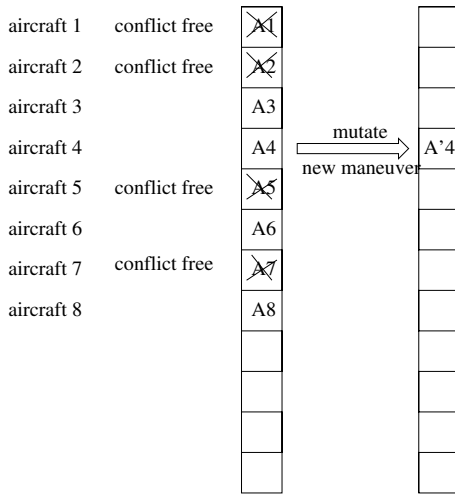 aircraft 1 conflict free A1
aircraft 2 conflict free A2
aircraft 3 A3
mutate
aircraft 4 A4 A'4
new maneuver
aircraft 5 conflict free A5
aircraft 6 A6
aircraft 7 conflict free A7
aircraft 8 A8